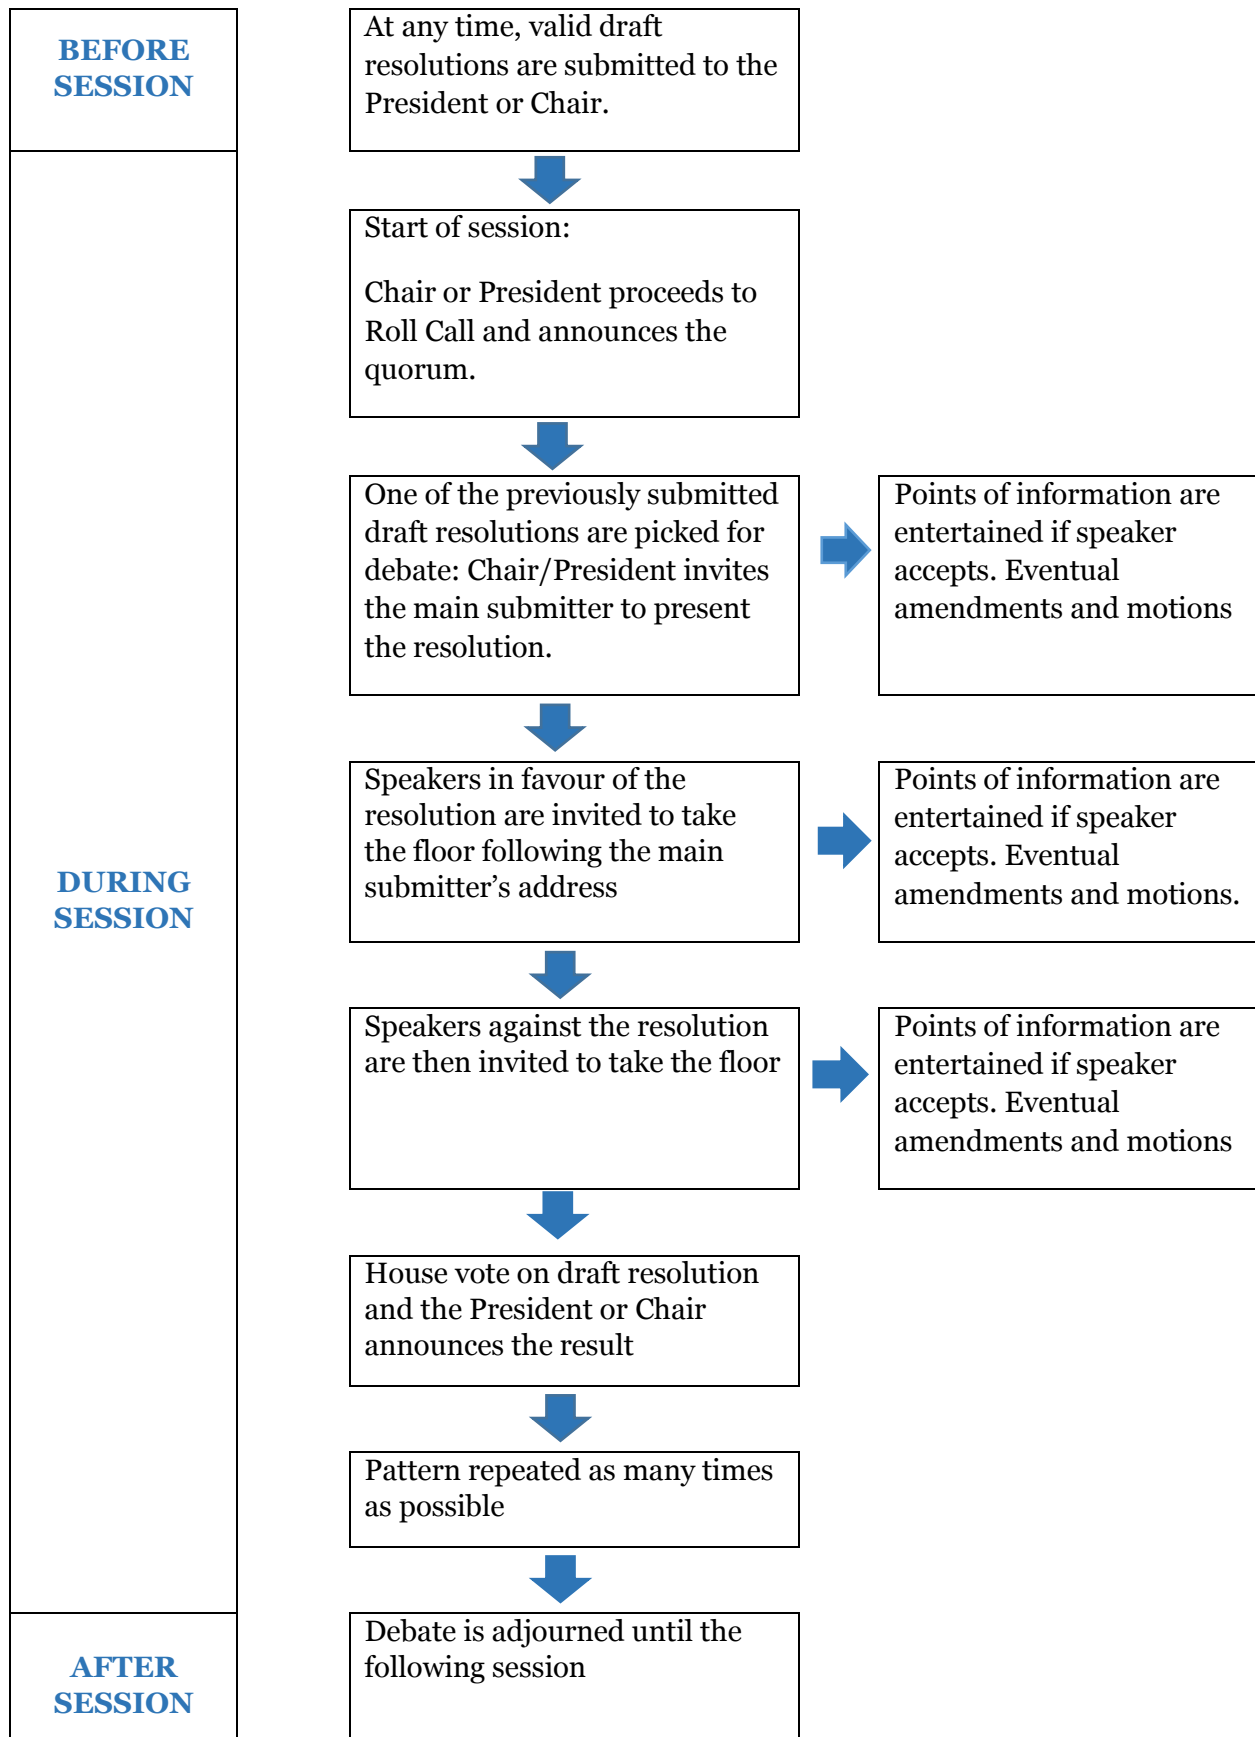 BEFORE
SESSION
At any time, valid draft
resolutions are submitted to the
President or Chair.
DURING
SESSION
Start of session:
Chair or President proceeds to
Roll Call and announces the
quorum.
One of the previously submitted
draft resolutions are picked for
debate: Chair/President invites
the main submitter to present
the resolution.
Points of information are
entertained if speaker
accepts. Eventual
amendments and motions
Speakers in favour of the
resolution are invited to take
the floor following the main
submitter’s address
Points of information are
entertained if speaker
accepts. Eventual
amendments and motions.
Speakers against the resolution
are then invited to take the floor
Points of information are
entertained if speaker
accepts. Eventual
amendments and motions
House vote on draft resolution
and the President or Chair
announces the result
Pattern repeated as many times
as possible
AFTER
SESSION
Debate is adjourned until the
following session